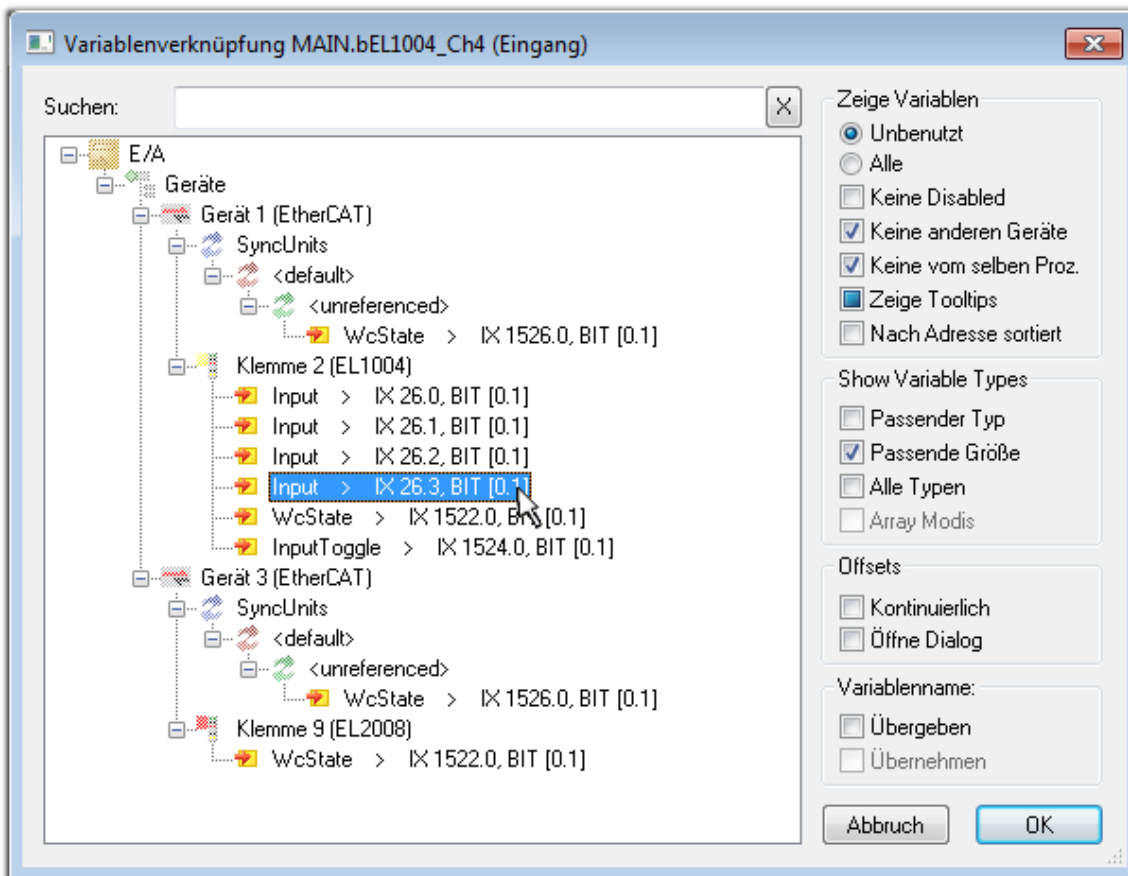 Variablenverknüpfung MAIN.bEL1004_Ch4 (Eingang)
Suchen:
X
E/A
Geräte
Gerät 1 (EtherCAT)
SyncUnits
<default>
<unreferenced>
WcState > IX 1526.0, BIT [0.1]
Klemme 2 (EL1004)
Input > IX 26.0, BIT [0.1]
Input > IX 26.1, BIT [0.1]
Input > IX 26.2, BIT [0.1]
Input > IX 26.3, BIT [0.1]
WcState > IX 1522.0, BIT [0.1]
InputToggle > IX 1524.0, BIT [0.1]
Gerät 3 (EtherCAT)
SyncUnits
<default>
<unreferenced>
WcState > IX 1526.0, BIT [0.1]
Klemme 9 (EL2008)
WcState > IX 1522.0, BIT [0.1]
Zeige Variablen
Unbenutzt
Alle
Keine Disabled
Keine anderen Geräte
Keine vom selben Proz.
Zeige Tooltips
Nach Adresse sortiert
Show Variable Types
Passender Typ
Passende Größe
Alle Typen
Array Modis
Offsets
Kontinuierlich
Öffne Dialog
Variablenname:
Übergeben
Übernehmen
Abbruch
OK